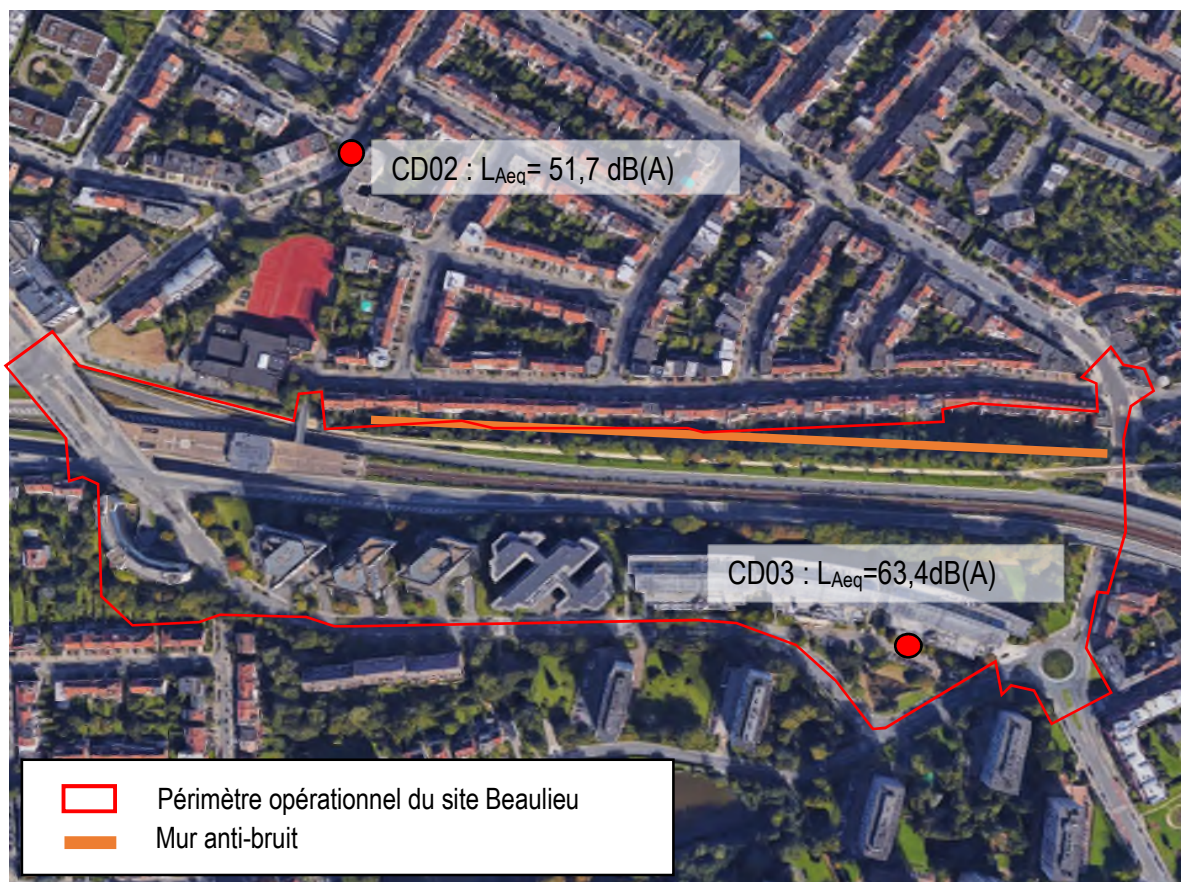 CD02 : LAeq= 51,7 dB(A)
CD03 : LAeq=63,4dB(A)
Périmètre opérationnel du site Beaulieu
Mur anti-bruit